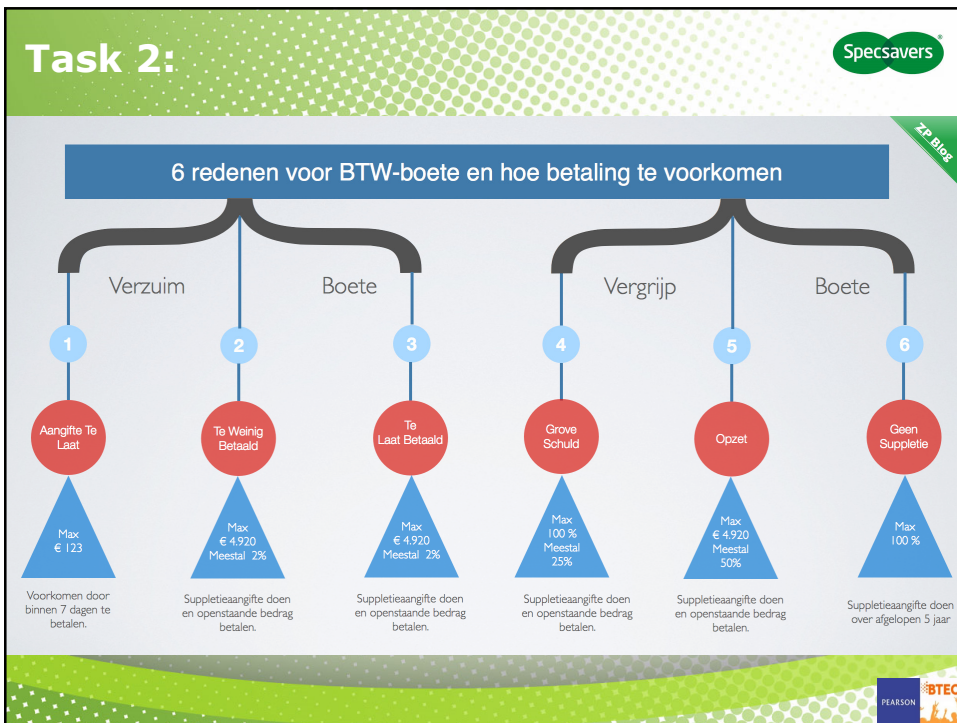 Task 2:
Specsavers®
ZP Blog
6 redenen voor BTW-boete en hoe betaling te voorkomen
Verzuim
Boete
Vergrijp
Boete
1
2
3
4
5
6
Aangifte Te
Laat
Te Weinig
Betaald
Te
Laat Betaald
Grove
Schuld
Opzet
Geen
Suppletie
Max
€ 123
Max
€ 4.920
Meestal 2%
Max
€ 4.920
Meestal 2%
Max
100 %
Meestal
25%
Max
€ 4.920
Meestal
50%
Max
100 %
Voorkomen door
binnen 7 dagen te
betalen.
Suppletieaangifte doen
en openstaande bedrag
betalen.
Suppletieaangifte doen
en openstaande bedrag
betalen.
Suppletieaangifte doen
en openstaande bedrag
betalen.
Suppletieaangifte doen
en openstaande bedrag
betalen.
Suppletieaangifte doen
over afgelopen 5 jaar
PEARSON
BTEC